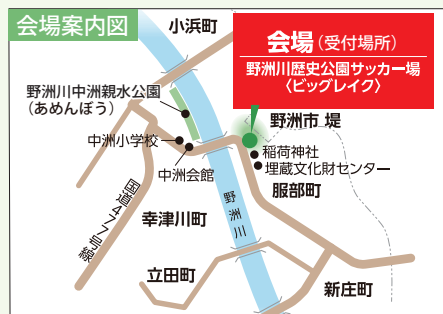 会場案内図
小浜町
会場（受付場所）
野洲川歴史公園サッカー場
〈ビッグレイク〉
野洲川中洲親水公園
（あめんぼう）
野洲市 堤
中洲小学校
稲荷神社
中洲会館
埋蔵文化財センター
服部町
国道477号線
野洲川
幸津川町
立田町
新庄町